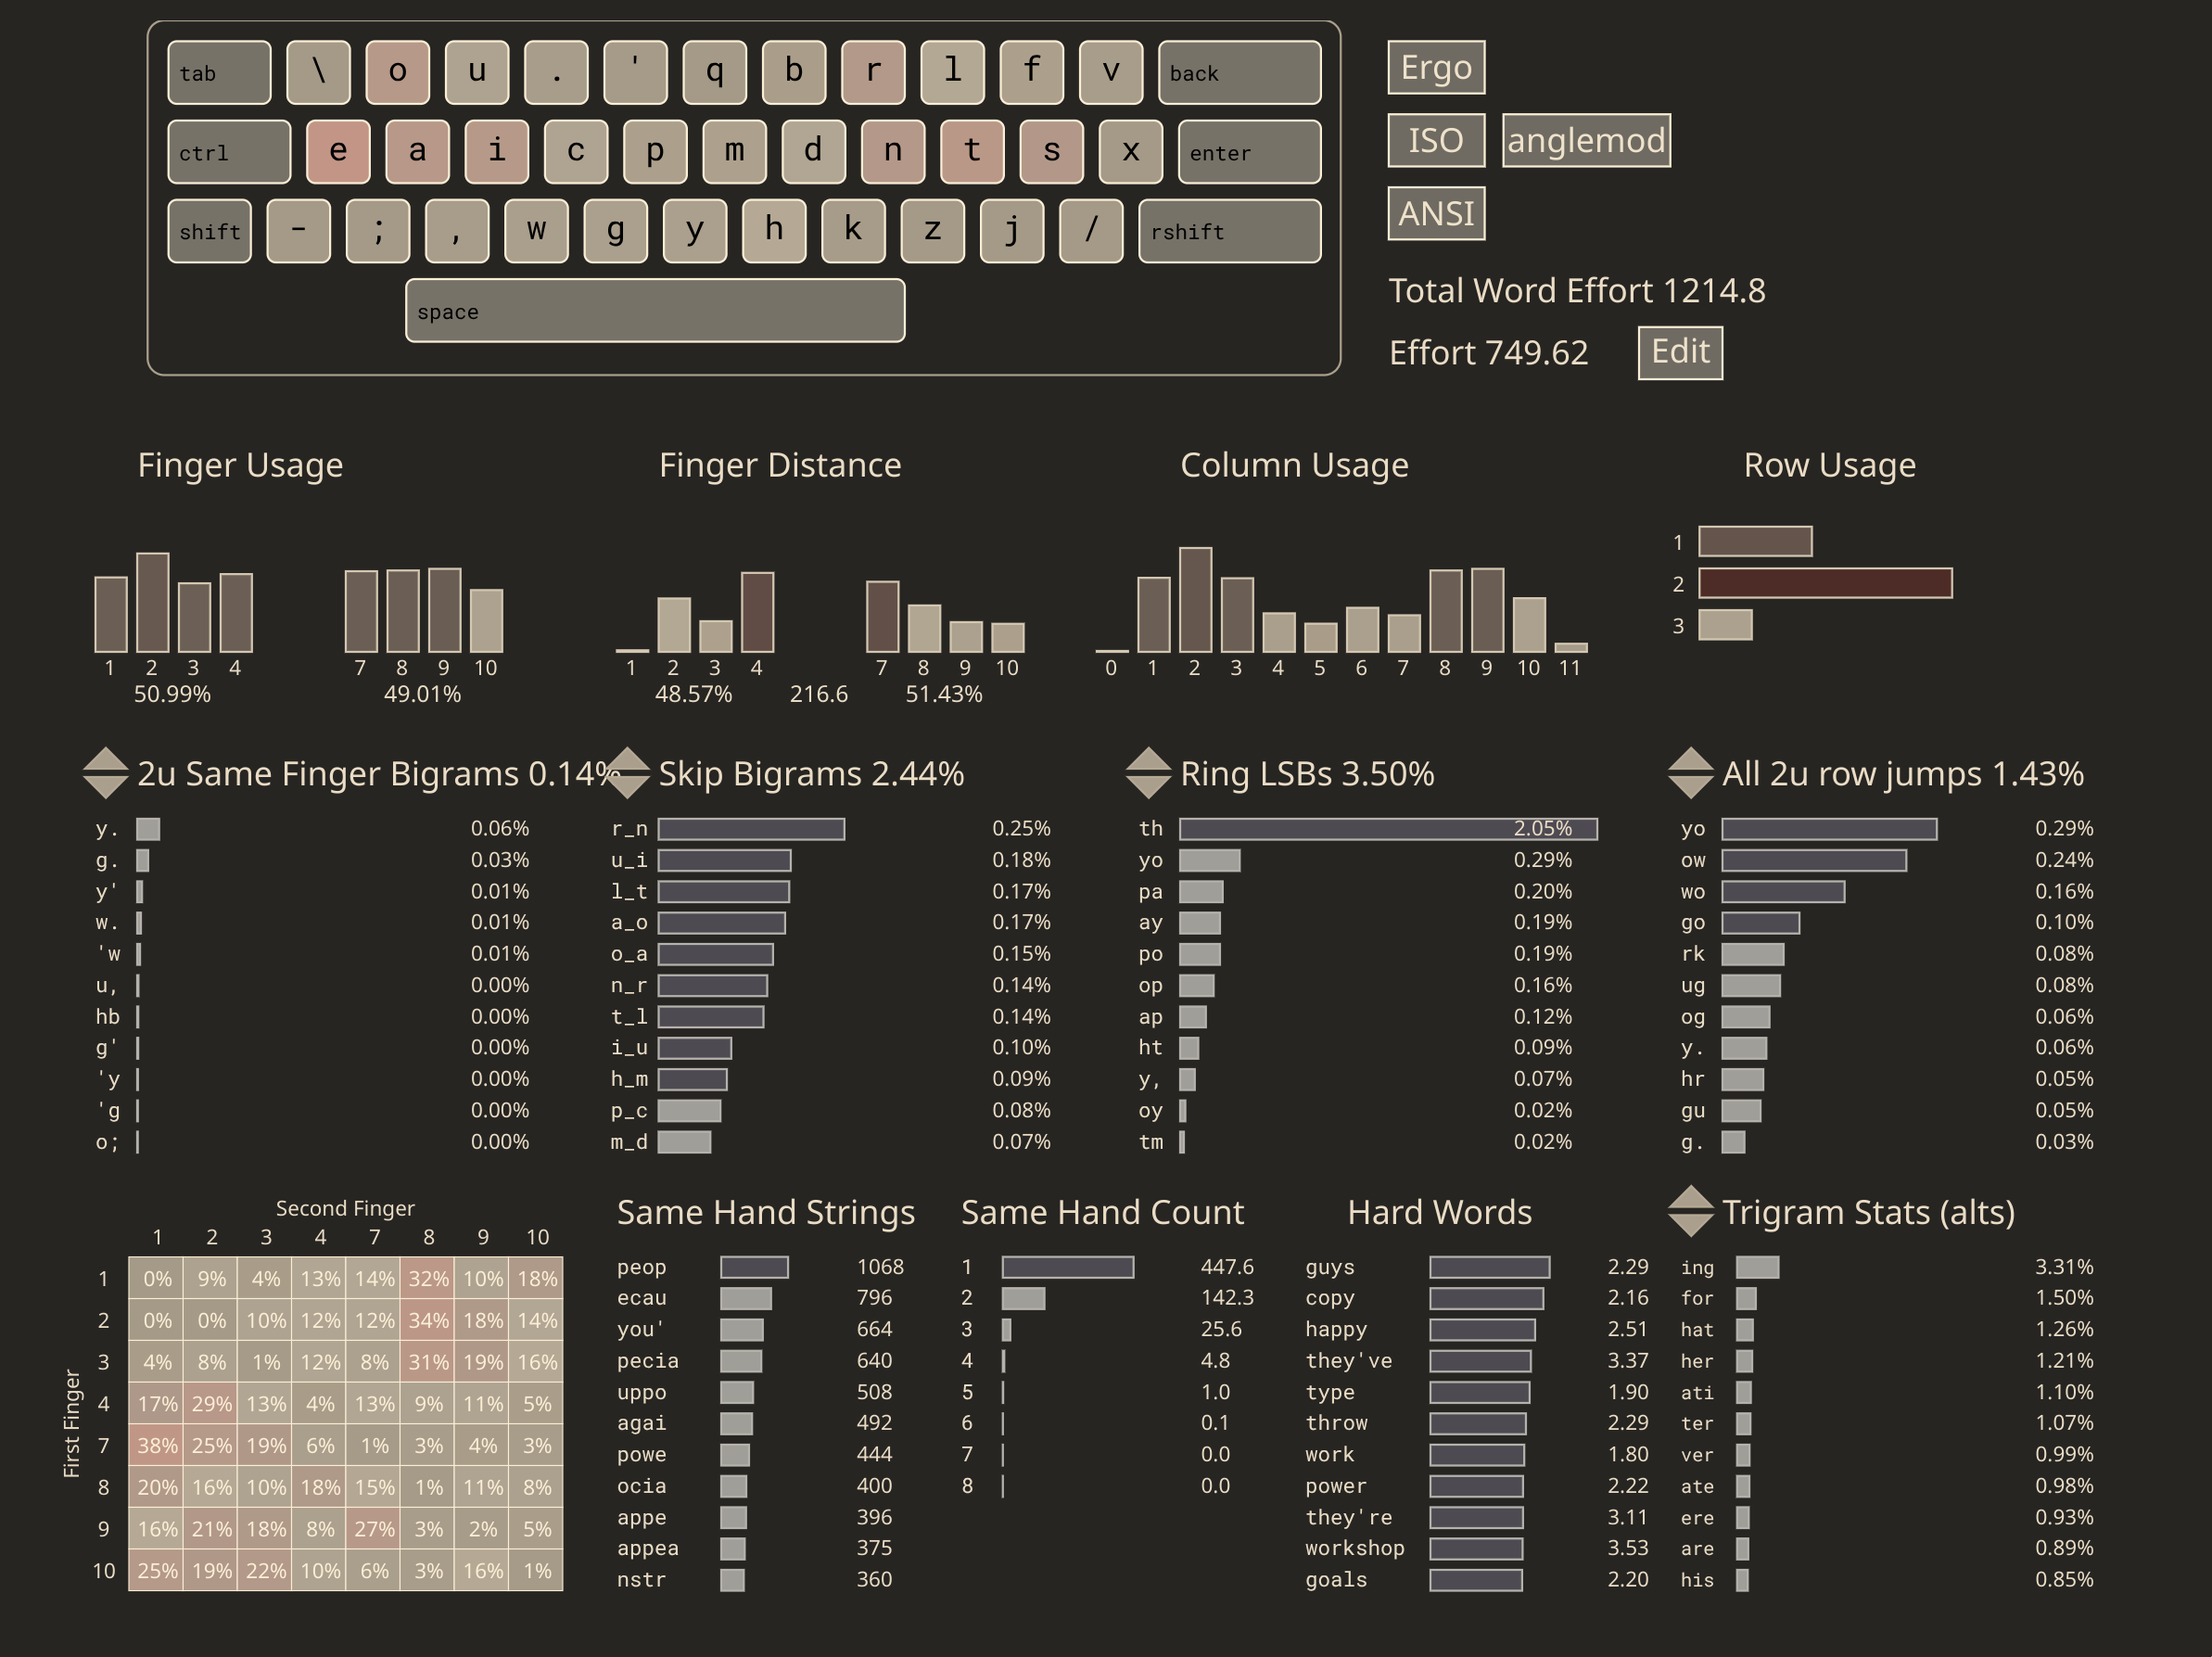 tab \ o u . ' q b r l f v back
ctrl e a i c p m d n t s x enter
shift - ; , w g y h k z j / rshift
space
Ergo
ISO anglemod
ANSI
Total Word Effort 1214.8
Effort 749.62 Edit
Finger Usage
1 2 3 4 7 8 9 10
50.99% 49.01%
Finger Distance
1 2 3 4 7 8 9 10
48.57% 216.6 51.43%
Column Usage
0 1 2 3 4 5 6 7 8 9 10 11
Row Usage
1
2
3
2u Same Finger Bigrams 0.14%
y. 0.06%
g. 0.03%
y' 0.01%
w. 0.01%
'w 0.01%
u, 0.00%
hb 0.00%
g' 0.00%
'y 0.00%
'g 0.00%
o; 0.00%
Skip Bigrams 2.44%
r_n 0.25%
u_i 0.18%
l_t 0.17%
a_o 0.17%
o_a 0.15%
n_r 0.14%
t_l 0.14%
i_u 0.10%
h_m 0.09%
p_c 0.08%
m_d 0.07%
Ring LSBs 3.50%
th 2.05%
yo 0.29%
pa 0.20%
ay 0.19%
po 0.19%
op 0.16%
ap 0.12%
ht 0.09%
y, 0.07%
oy 0.02%
tm 0.02%
All 2u row jumps 1.43%
yo 0.29%
ow 0.24%
wo 0.16%
go 0.10%
rk 0.08%
ug 0.08%
og 0.06%
y. 0.06%
hr 0.05%
gu 0.05%
g. 0.03%
Second Finger
1 2 3 4 7 8 9 10
First Finger
1 0% 9% 4% 13% 14% 32% 10% 18%
2 0% 0% 10% 12% 12% 34% 18% 14%
3 4% 8% 1% 12% 8% 31% 19% 16%
4 17% 29% 13% 4% 13% 9% 11% 5%
7 38% 25% 19% 6% 1% 3% 4% 3%
8 20% 16% 10% 18% 15% 1% 11% 8%
9 16% 21% 18% 8% 27% 3% 2% 5%
10 25% 19% 22% 10% 6% 3% 16% 1%
Same Hand Strings
peop 1068
ecau 796
you' 664
pecia 640
uppo 508
agai 492
powe 444
ocia 400
appe 396
appea 375
nstr 360
Same Hand Count
1 447.6
2 142.3
3 25.6
4 4.8
5 1.0
6 0.1
7 0.0
8 0.0
Hard Words
guys 2.29
copy 2.16
happy 2.51
they've 3.37
type 1.90
throw 2.29
work 1.80
power 2.22
they're 3.11
workshop 3.53
goals 2.20
Trigram Stats (alts)
ing 3.31%
for 1.50%
hat 1.26%
her 1.21%
ati 1.10%
ter 1.07%
ver 0.99%
ate 0.98%
ere 0.93%
are 0.89%
his 0.85%